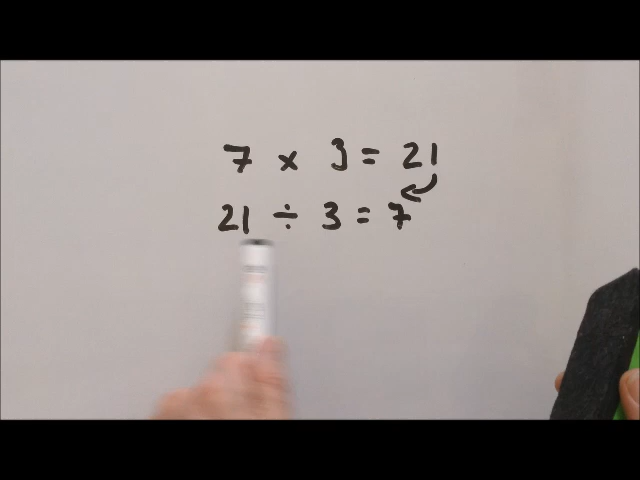 7 × 3 = 21
21 ÷ 3 = 7